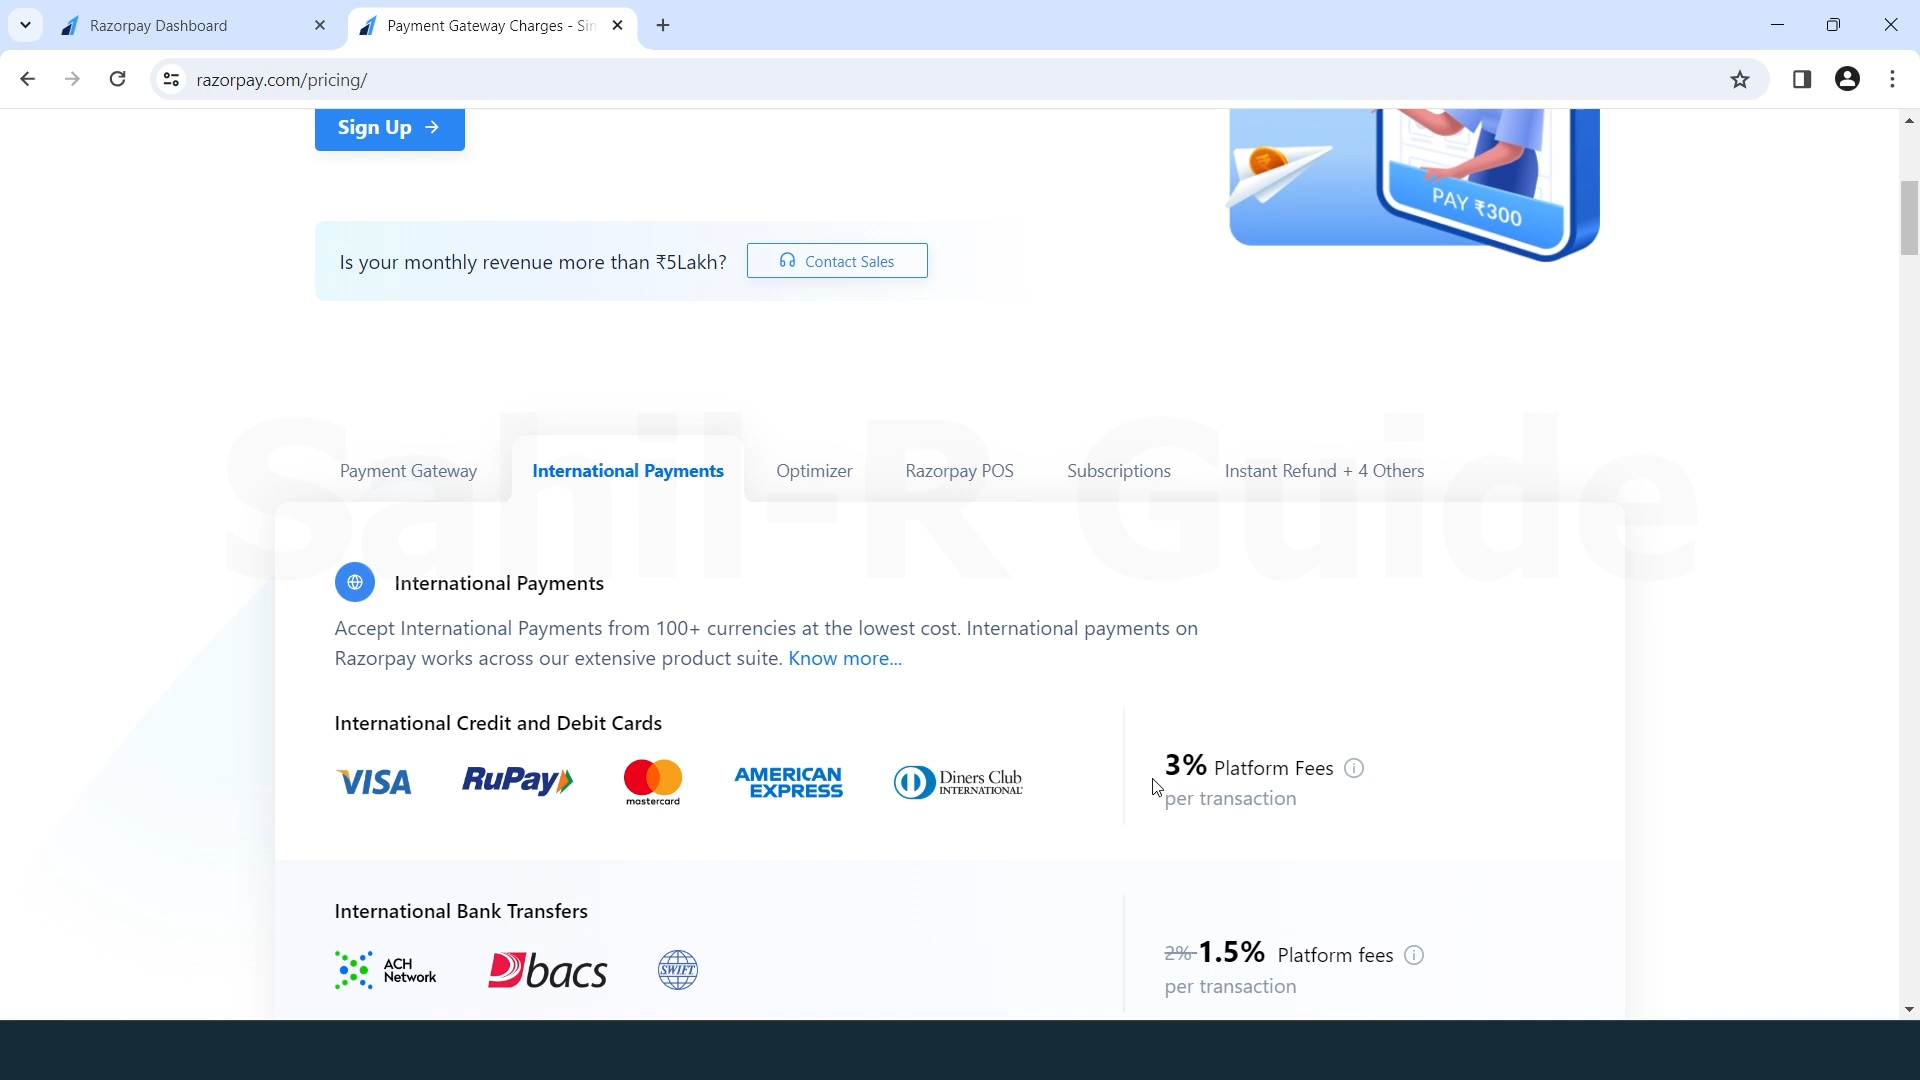 Razorpay Dashboard
Payment Gateway Charges - Sin
razorpay.com/pricing/
Sign Up
PAY ₹300
Is your monthly revenue more than ₹5Lakh?
Contact Sales
Sahil-R Guide
Payment Gateway
International Payments
Optimizer
Razorpay POS
Subscriptions
Instant Refund + 4 Others
International Payments
Accept International Payments from 100+ currencies at the lowest cost. International payments on
Razorpay works across our extensive product suite. Know more...
International Credit and Debit Cards
VISA
RuPay
mastercard
AMERICAN
EXPRESS
Diners Club
INTERNATIONAL
3% Platform Fees
per transaction
International Bank Transfers
ACH
Network
bacs
SWIFT
2% 1.5% Platform fees
per transaction